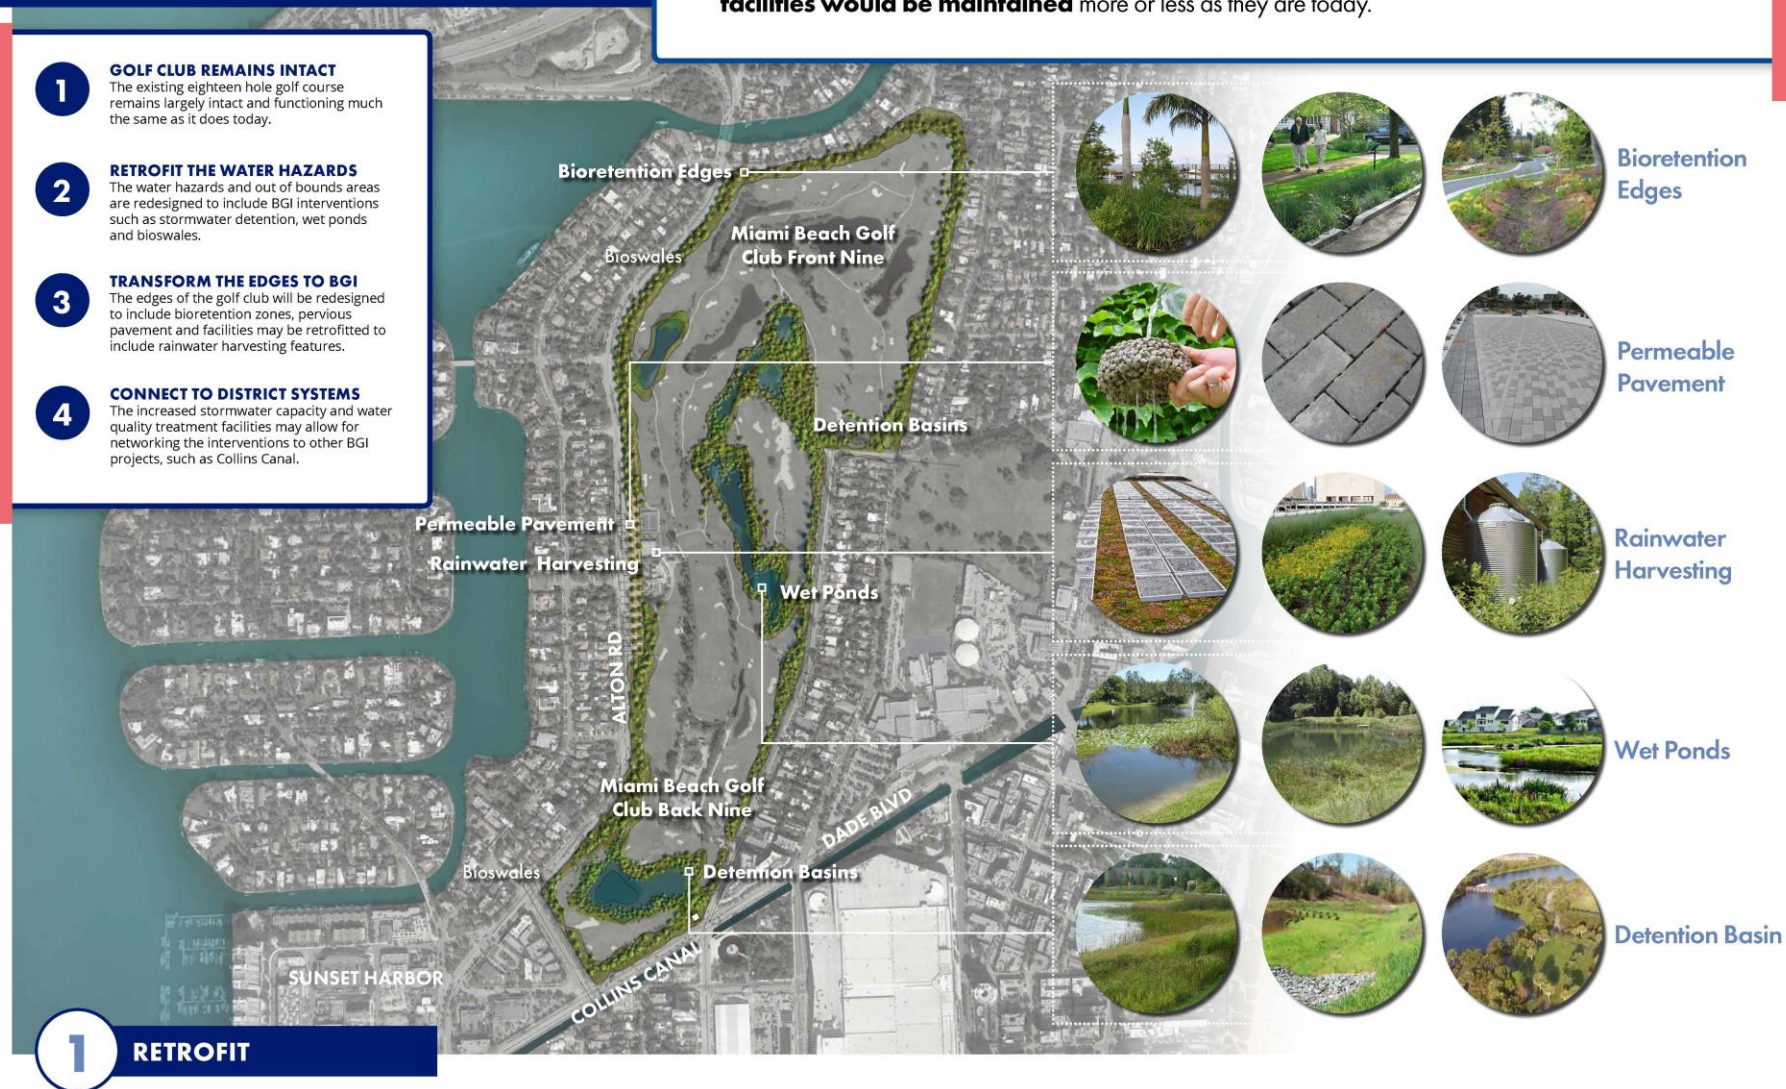 facilities would be maintained more or less as they are today.
1
GOLF CLUB REMAINS INTACT
The existing eighteen hole golf course
remains largely intact and functioning much
the same as it does today.
2
RETROFIT THE WATER HAZARDS
The water hazards and out of bounds areas
are redesigned to include BGI interventions
such as stormwater detention, wet ponds
and bioswales.
3
TRANSFORM THE EDGES TO BGI
The edges of the golf club will be redesigned
to include bioretention zones, pervious
pavement and facilities may be retrofitted to
include rainwater harvesting features.
4
CONNECT TO DISTRICT SYSTEMS
The increased stormwater capacity and water
quality treatment facilities may allow for
networking the interventions to other BGI
projects, such as Collins Canal.
Bioretention Edges
Bioswales
Miami Beach Golf
Club Front Nine
Detention Basins
Permeable Pavement
Rainwater Harvesting
Wet Ponds
ALTON RD
Miami Beach Golf
Club Back Nine
DADE BLVD
Bioswales
Detention Basins
COLLINS CANAL
SUNSET HARBOR
Bioretention
Edges
Permeable
Pavement
Rainwater
Harvesting
Wet Ponds
Detention Basin
1
RETROFIT